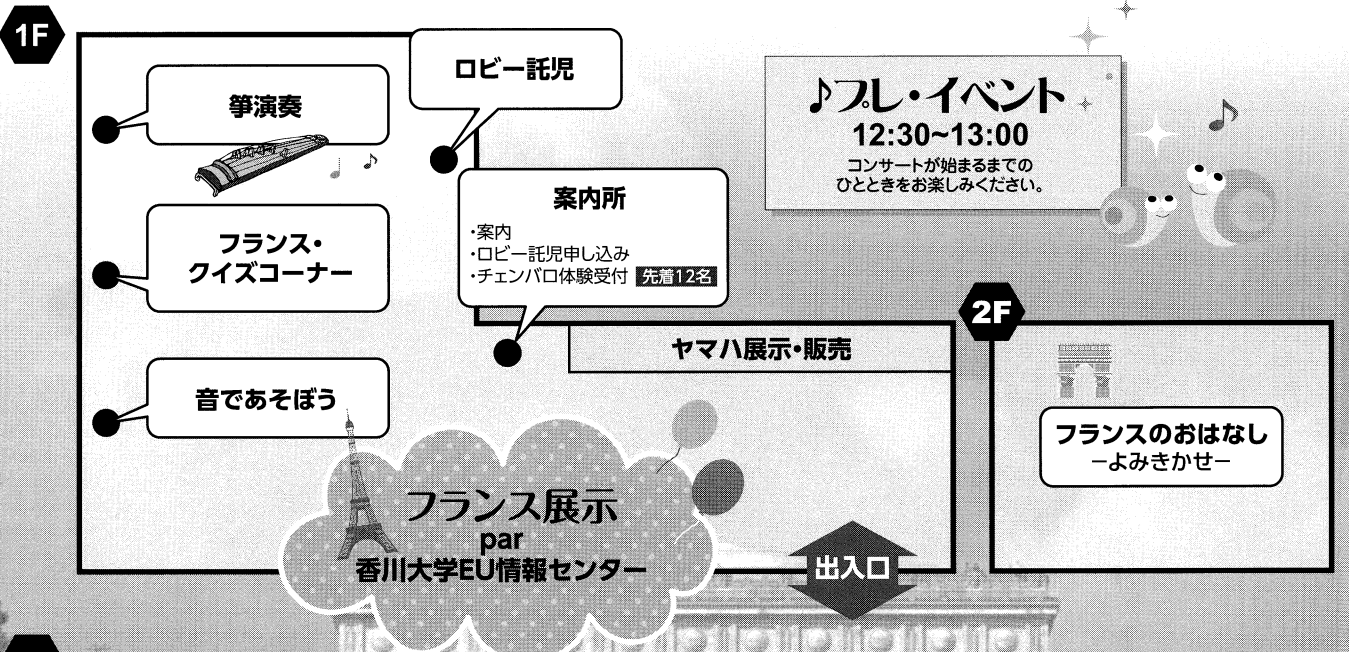 1F
箏演奏
ロビー託児
♪プレ・イベント
12:30~13:00
コンサートが始まるまでの
ひとときをお楽しみください。
案内所
・案内
・ロビー託児申し込み
・チェンバロ体験受付 先着12名
フランス・
クイズコーナー
2F
ヤマハ展示・販売
音であそぼう
フランスのおはなし
ーよみきかせー
フランス展示
par
香川大学EU情報センター
出入口